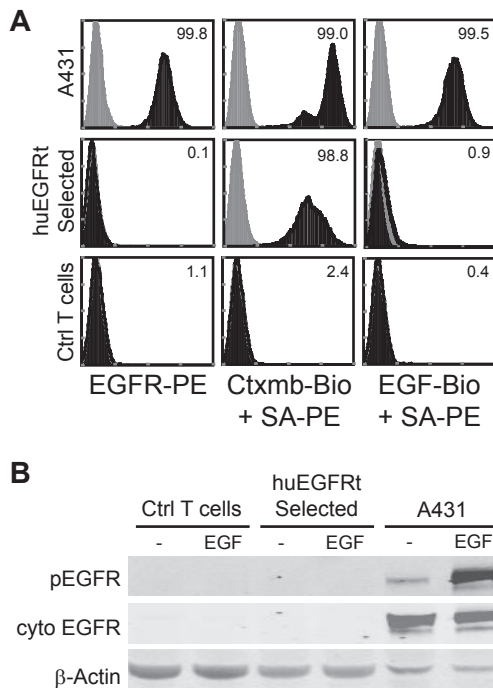 A
A431
99.8
99.0
99.5
huEGFRt
Selected
0.1
98.8
0.9
Ctrl T cells
1.1
2.4
0.4
EGFR-PE
Ctxmb-Bio
+ SA-PE
EGF-Bio
+ SA-PE
B
Ctrl T cells
huEGFRt
Selected
A431
- EGF - EGF - EGF
pEGFR
cyto EGFR
β-Actin